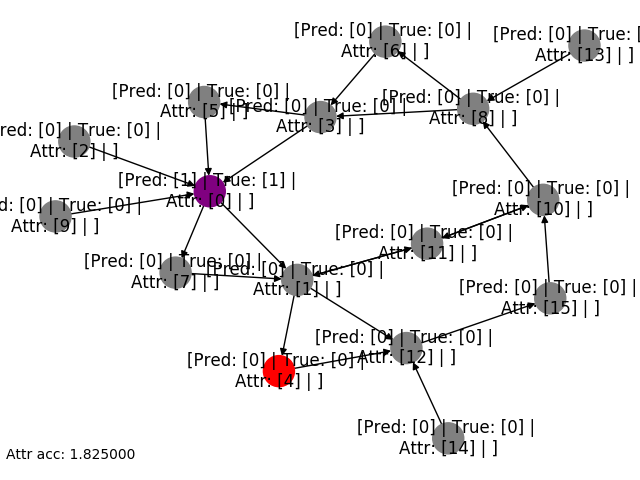 [Pred: [0] | True: [0] |
Attr: [6] | ]
[Pred: [0] | True: [
Attr: [13] | ]
[Pred: [0] | True: [0] |
Attr: [5] | ]
[Pred: [0] | True: [0] |
Attr: [3] | ]
[Pred: [0] | True: [0] |
Attr: [8] | ]
red: [0] | True: [0] |
Attr: [2] | ]
[Pred: [1] | True: [1] |
Attr: [0] | ]
d: [0] | True: [0] |
Attr: [9] | ]
[Pred: [0] | True: [0] |
Attr: [10] | ]
[Pred: [0] | True: [0] |
Attr: [11] | ]
[Pred: [0] | True: [0] |
Attr: [7] | ]
[Pred: [0] | True: [0] |
Attr: [1] | ]
[Pred: [0] | True: [0] |
Attr: [15] | ]
[Pred: [0] | True: [0] |
Attr: [12] | ]
[Pred: [0] | True: [0] |
Attr: [4] | ]
[Pred: [0] | True: [0] |
Attr: [14] | ]
Attr acc: 1.825000